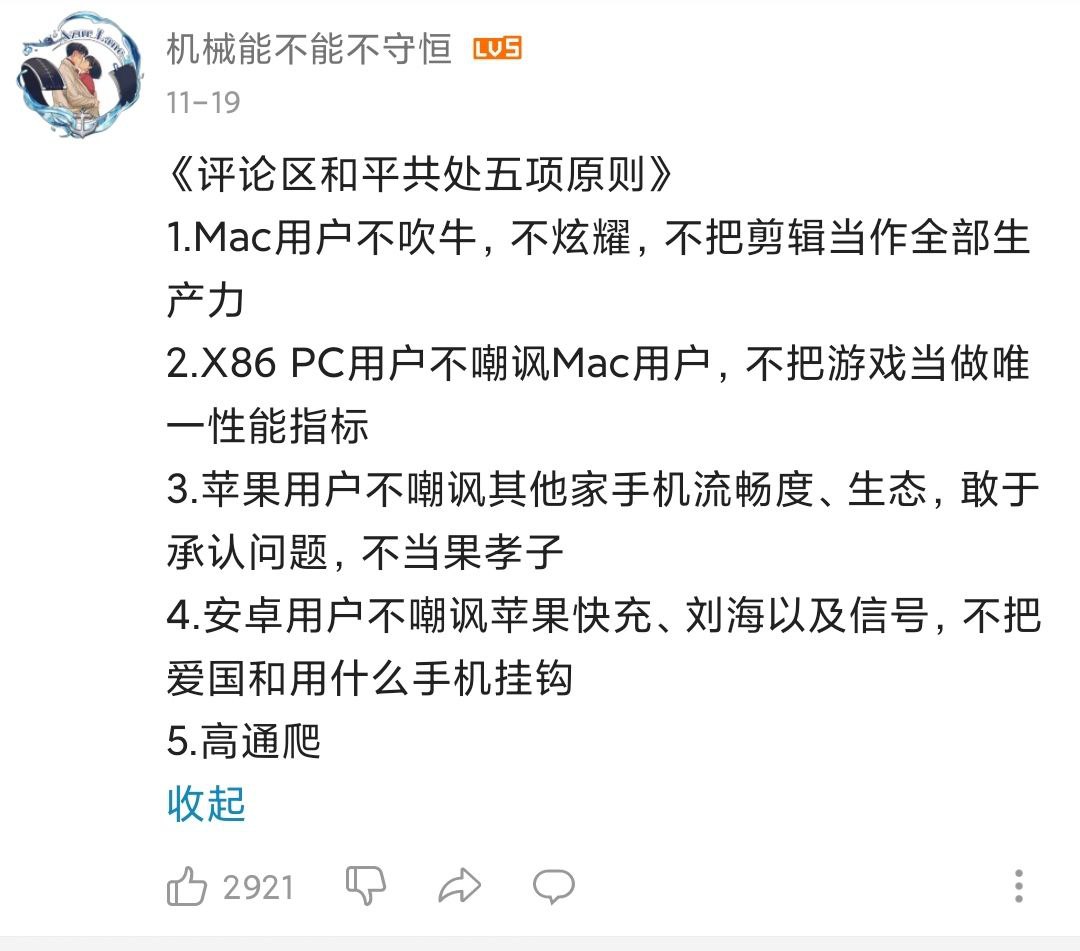 机械能不能不守恒 LV5
11-19
《评论区和平共处五项原则》
1.Mac用户不吹牛，不炫耀，不把剪辑当作全部生
产力
2.X86 PC用户不嘲讽Mac用户，不把游戏当做唯
一性能指标
3.苹果用户不嘲讽其他家手机流畅度、生态，敢于
承认问题，不当果孝子
4.安卓用户不嘲讽苹果快充、刘海以及信号，不把
爱国和用什么手机挂钩
5.高通爬
收起
2921